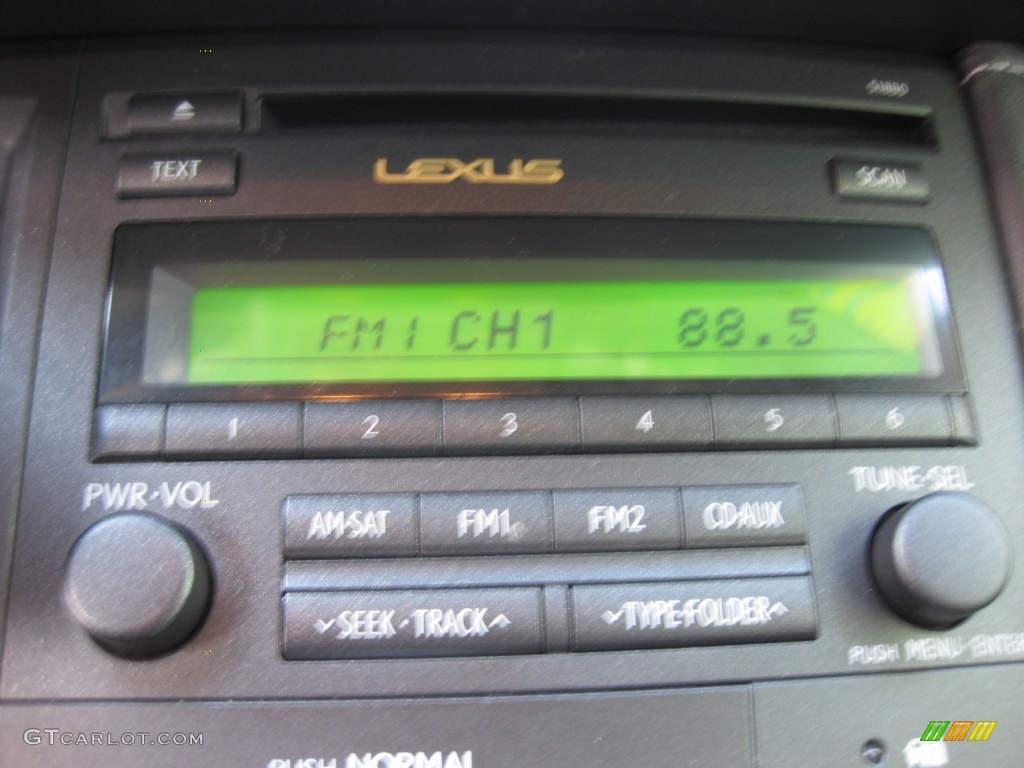 TEXT
LEXUS
SCAN
FM1 CH1 88.5
1 2 3 4 5 6
PWR·VOL
TUNE·SEL
AM·SAT FM1 FM2 CD·AUX
SEEK·TRACK
TYPE·FOLDER
PUSH MENU·ENTER
GTCARLOT.COM
PUSH NORMAL